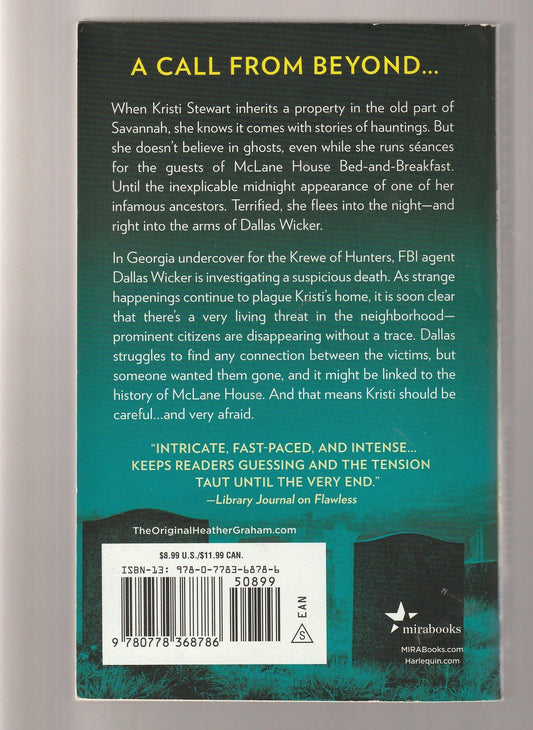 A CALL FROM BEYOND...
When Kristi Stewart inherits a property in the old part of
Savannah, she knows it comes with stories of hauntings. But
she doesn't believe in ghosts, even while she runs séances
for the guests of McLane House Bed-and-Breakfast.
Until the inexplicable midnight appearance of one of her
infamous ancestors. Terrified, she flees into the night—and
right into the arms of Dallas Wicker.
In Georgia undercover for the Krewe of Hunters, FBI agent
Dallas Wicker is investigating a suspicious death. As strange
happenings continue to plague Kristi's home, it is soon clear
that there's a very living threat in the neighborhood—
prominent citizens are disappearing without a trace. Dallas
struggles to find any connection between the victims, but
someone wanted them gone, and it might be linked to the
history of McLane House. And that means Kristi should be
careful...and very afraid.
"INTRICATE, FAST-PACED, AND INTENSE...
KEEPS READERS GUESSING AND THE TENSION
TAUT UNTIL THE VERY END."
—Library Journal on Flawless
TheOriginalHeatherGraham.com
$8.99 U.S./$11.99 CAN.
ISBN-13: 978-0-7783-6878-6
50899
9 780778 368786
S
EAN
mirabooks
MIRABooks.com
Harlequin.com